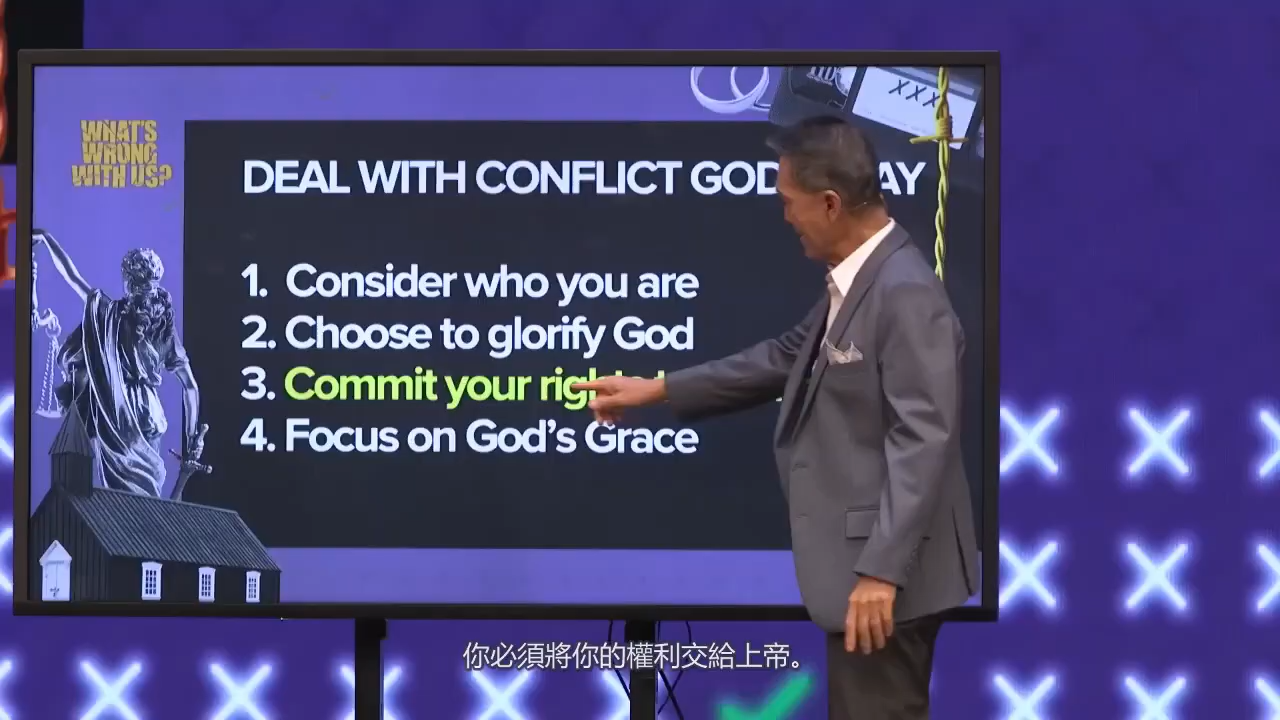 WHAT'S
WRONG
WITH US?
XXX
DEAL WITH CONFLICT GOD AY
1. Consider who you are
2. Choose to glorify God
3. Commit your rig
4. Focus on God's Grace
你必須將你的權利交給上帝。